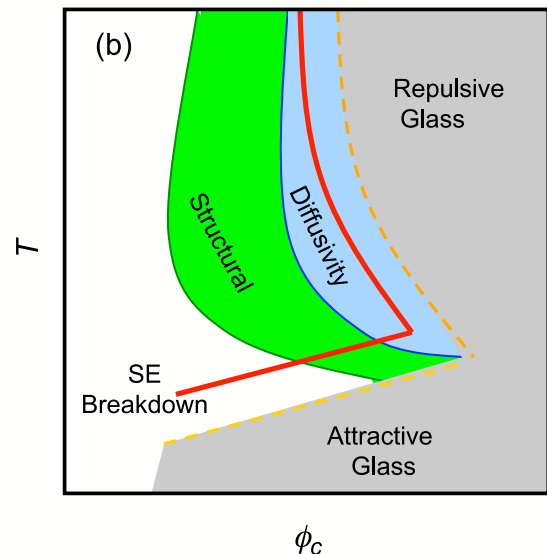 (b)
Repulsive
Glass
Structural
Diffusivity
T
SE
Breakdown
Attractive
Glass
ϕc